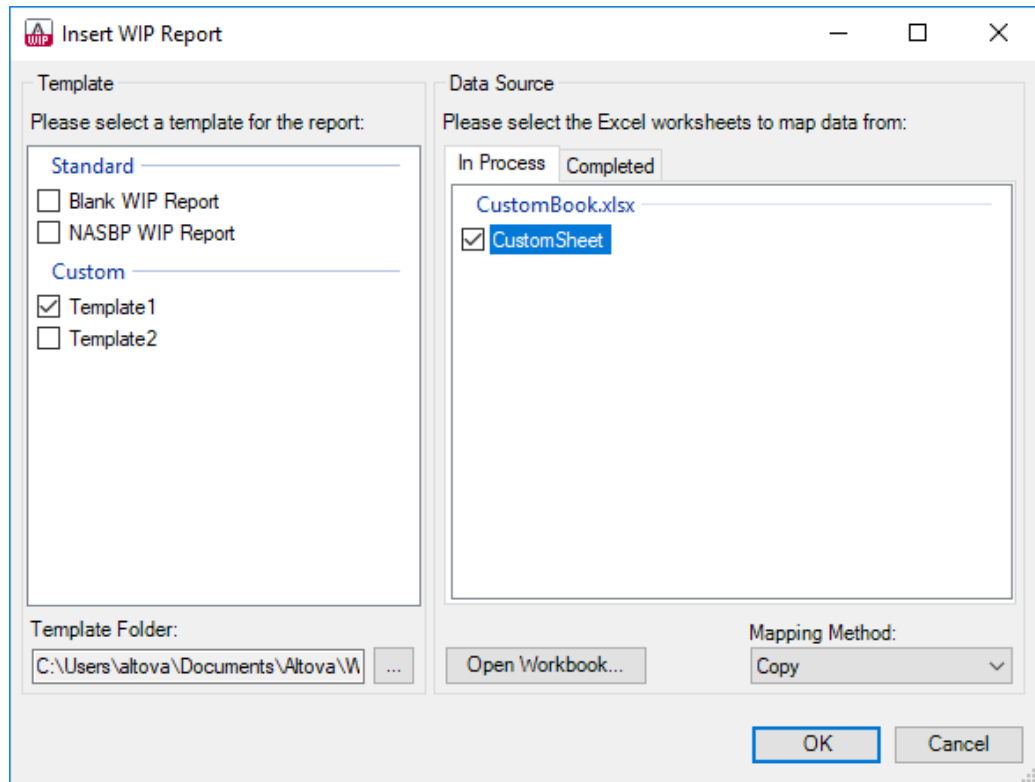 Insert WIP Report
Template
Please select a template for the report:
Standard
Blank WIP Report
NASBP WIP Report
Custom
Template1
Template2
Template Folder:
C:\Users\altova\Documents\Altova\W
...
Data Source
Please select the Excel worksheets to map data from:
In Process
Completed
CustomBook.xlsx
CustomSheet
Open Workbook...
Mapping Method:
Copy
OK
Cancel